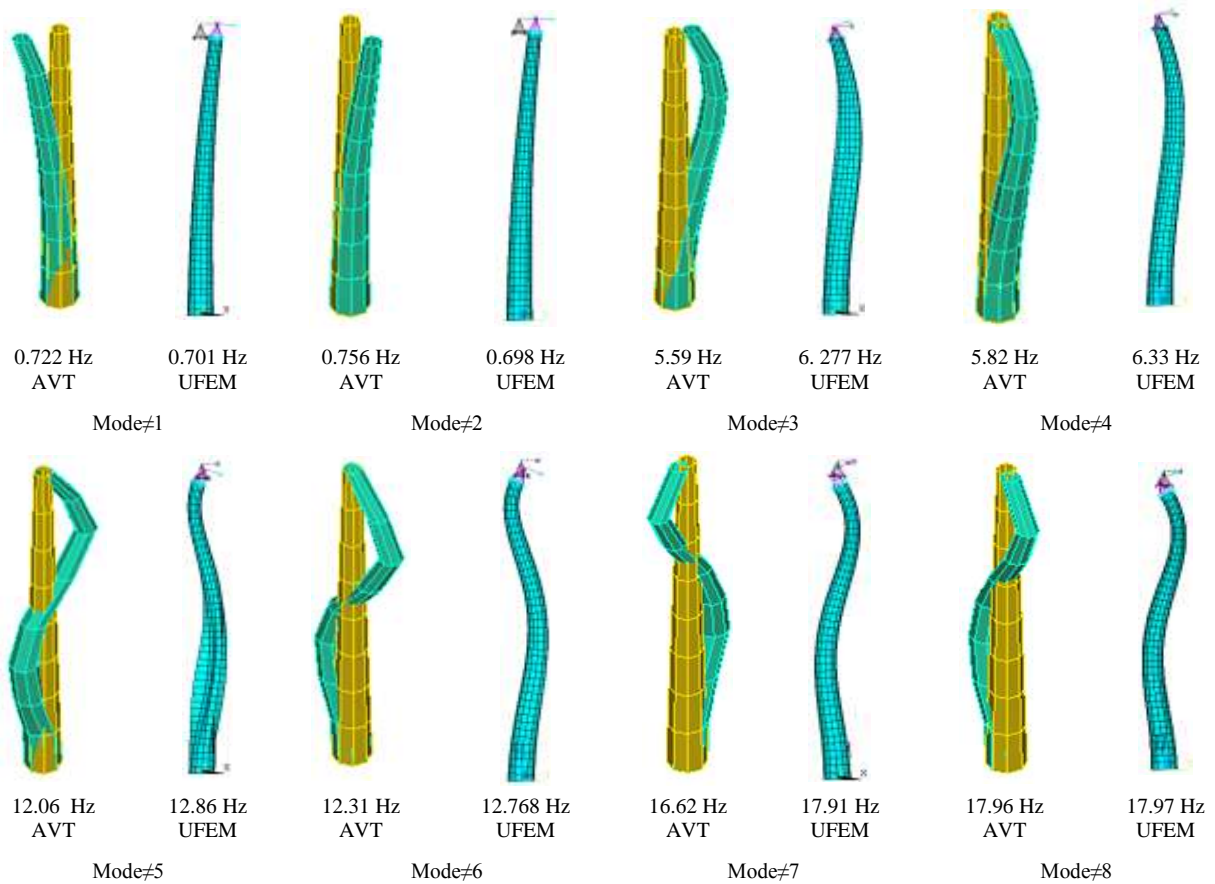 0.722 Hz 0.701 Hz 0.756 Hz 0.698 Hz 5.59 Hz 6. 277 Hz 5.82 Hz 6.33 Hz
AVT UFEM AVT UFEM AVT UFEM AVT UFEM
Mode≠1 Mode≠2 Mode≠3 Mode≠4
12.06 Hz 12.86 Hz 12.31 Hz 12.768 Hz 16.62 Hz 17.91 Hz 17.96 Hz 17.97 Hz
AVT UFEM AVT UFEM AVT UFEM AVT UFEM
Mode≠5 Mode≠6 Mode≠7 Mode≠8